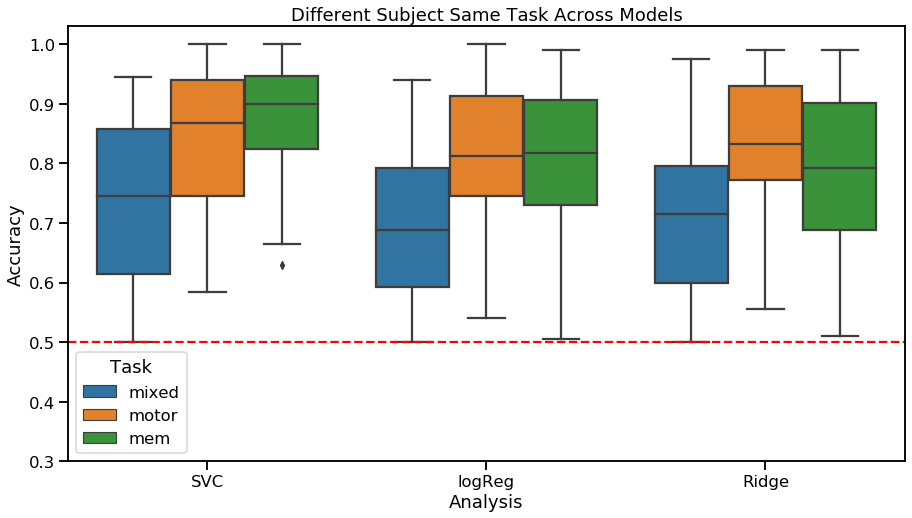 Different Subject Same Task Across Models
Accuracy
1.0
0.9
0.8
0.7
0.6
0.5
0.4
0.3
Task
mixed
motor
mem
SVC
logReg
Ridge
Analysis